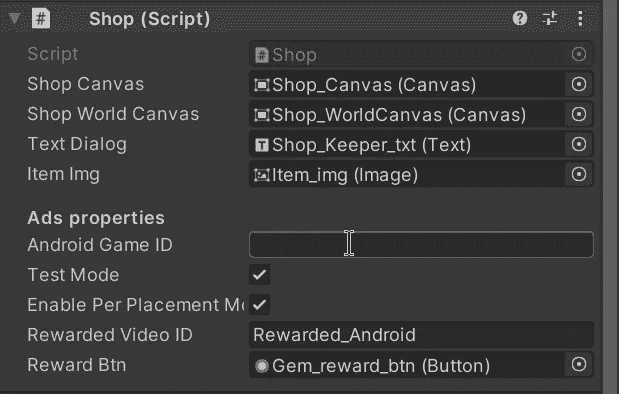 Shop (Script)
Script Shop
Shop Canvas Shop_Canvas (Canvas)
Shop World Canvas Shop_WorldCanvas (Canvas)
Text Dialog Shop_Keeper_txt (Text)
Item Img Item_img (Image)
Ads properties
Android Game ID
Test Mode
Enable Per Placement Mo
Rewarded Video ID Rewarded_Android
Reward Btn Gem_reward_btn (Button)